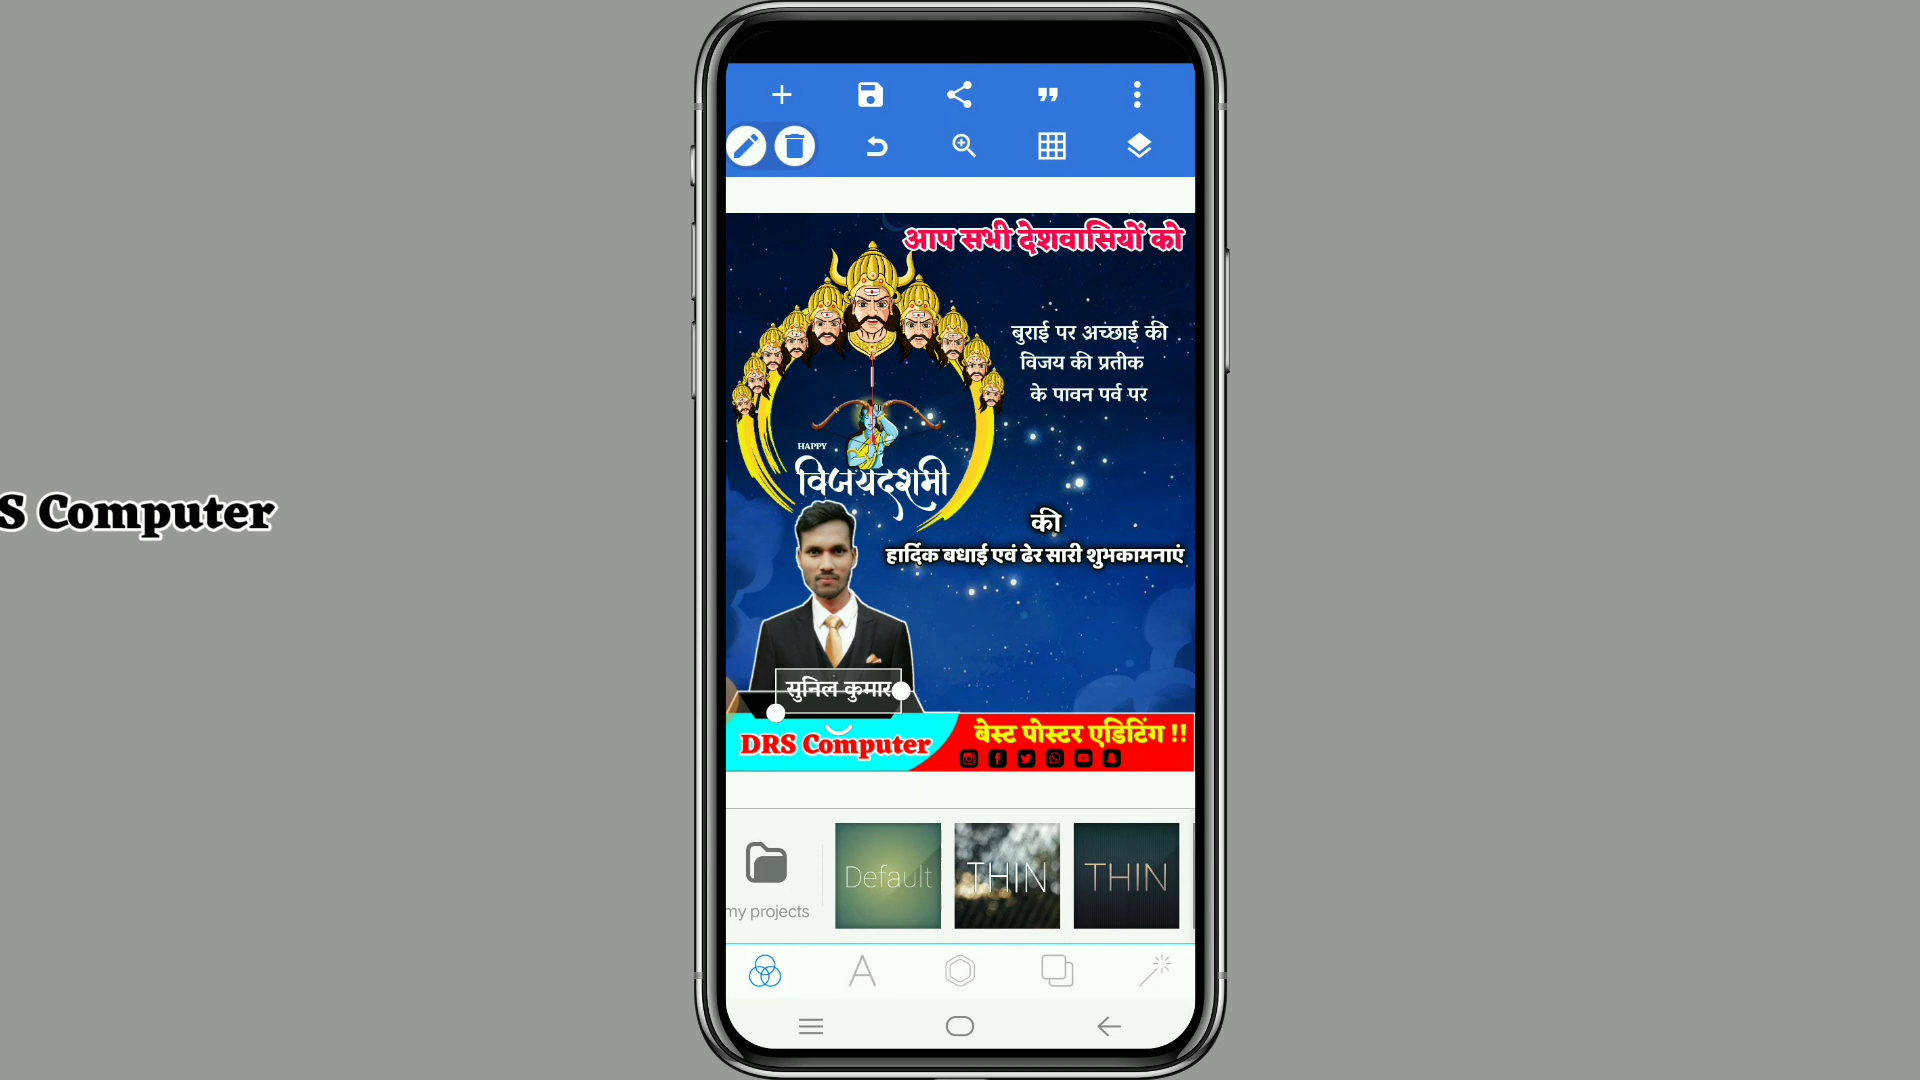 S Computer
आप सभी देशवासियों को
बुराई पर अच्छाई की
विजय की प्रतीक
के पावन पर्व पर
HAPPY
विजयदशमी
की
हार्दिक बधाई एवं ढेर सारी शुभकामनाएं
सुनिल कुमार
DRS Computer
बेस्ट पोस्टर एडिटिंग !!
my projects
Default
THIN
THIN